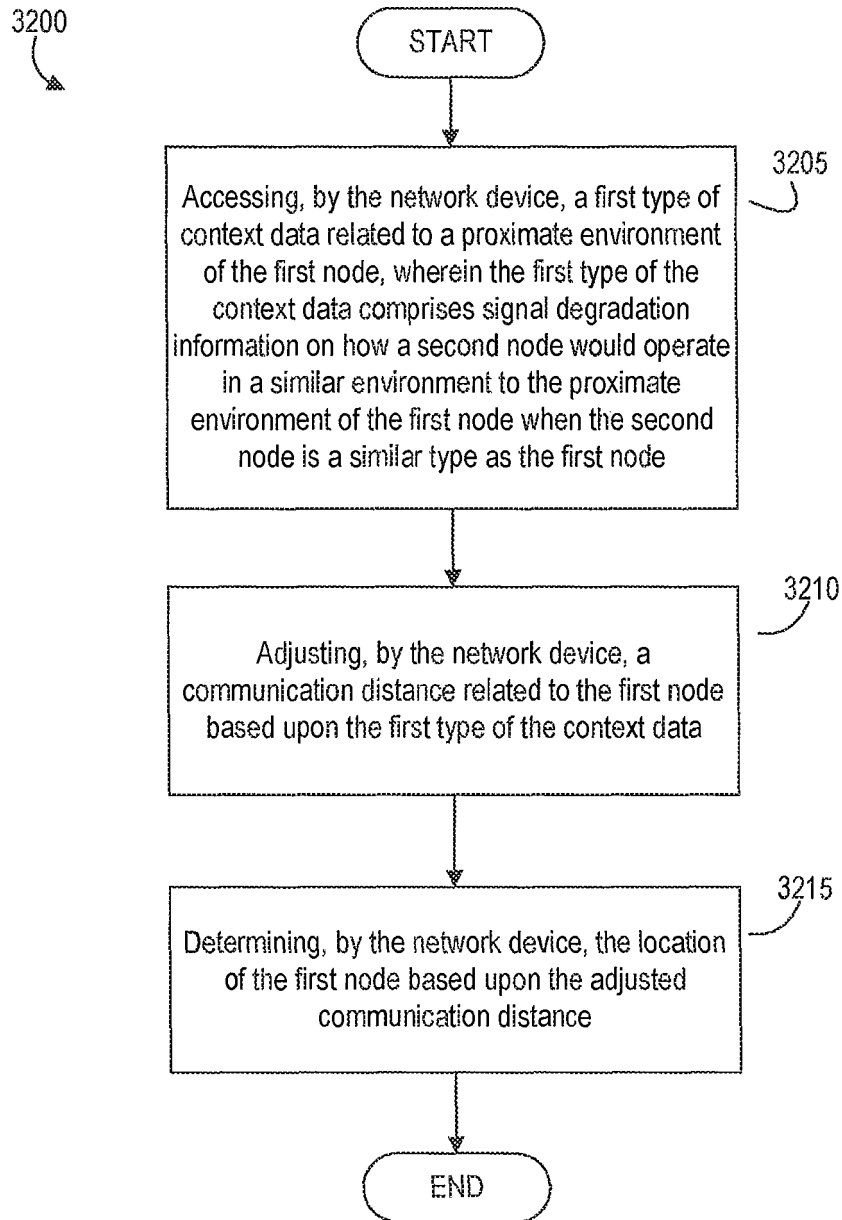 3200
START
3205
Accessing, by the network device, a first type of
context data related to a proximate environment
of the first node, wherein the first type of the
context data comprises signal degradation
information on how a second node would operate
in a similar environment to the proximate
environment of the first node when the second
node is a similar type as the first node
3210
Adjusting, by the network device, a
communication distance related to the first node
based upon the first type of the context data
3215
Determining, by the network device, the location
of the first node based upon the adjusted
communication distance
END